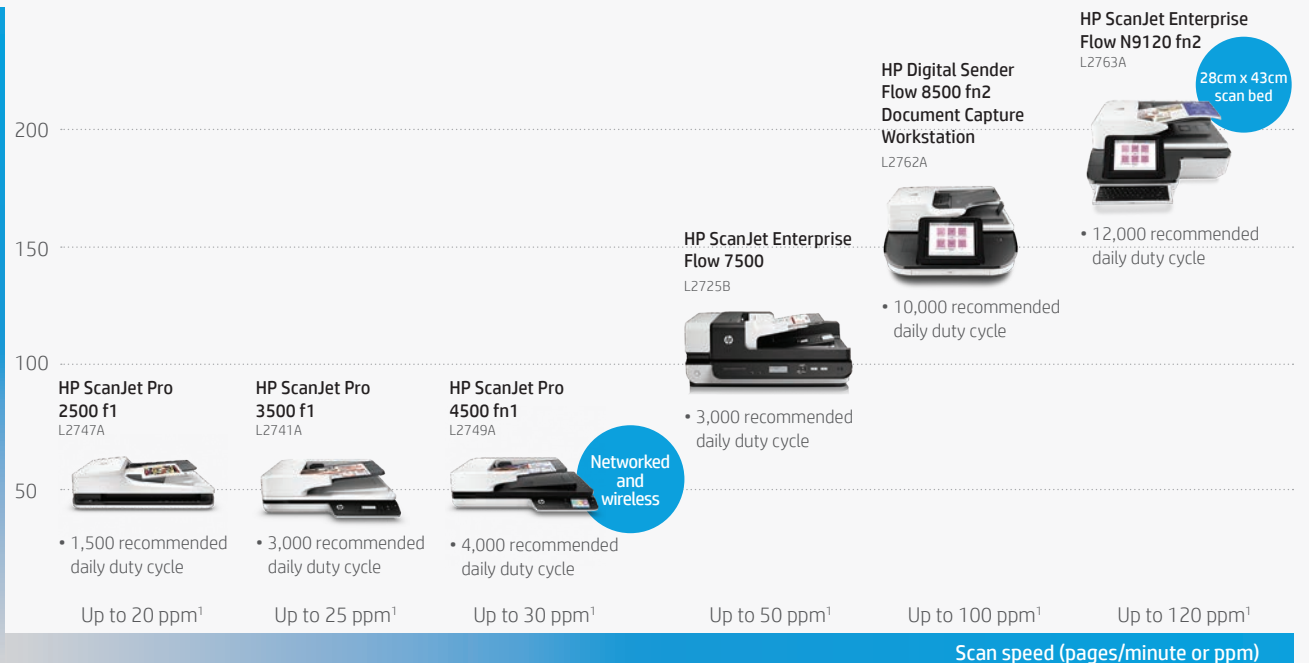 HP ScanJet Enterprise
Flow N9120 fn2
L2763A
28cm x 43cm
scan bed
• 12,000 recommended
daily duty cycle
HP Digital Sender
Flow 8500 fn2
Document Capture
Workstation
L2762A
• 10,000 recommended
daily duty cycle
HP ScanJet Enterprise
Flow 7500
L2725B
• 3,000 recommended
daily duty cycle
200
150
100
50
HP ScanJet Pro
2500 f1
L2747A
• 1,500 recommended
daily duty cycle
HP ScanJet Pro
3500 f1
L2741A
• 3,000 recommended
daily duty cycle
HP ScanJet Pro
4500 fn1
L2749A
Networked
and
wireless
• 4,000 recommended
daily duty cycle
Up to 20 ppm¹
Up to 25 ppm¹
Up to 30 ppm¹
Up to 50 ppm¹
Up to 100 ppm¹
Up to 120 ppm¹
Scan speed (pages/minute or ppm)